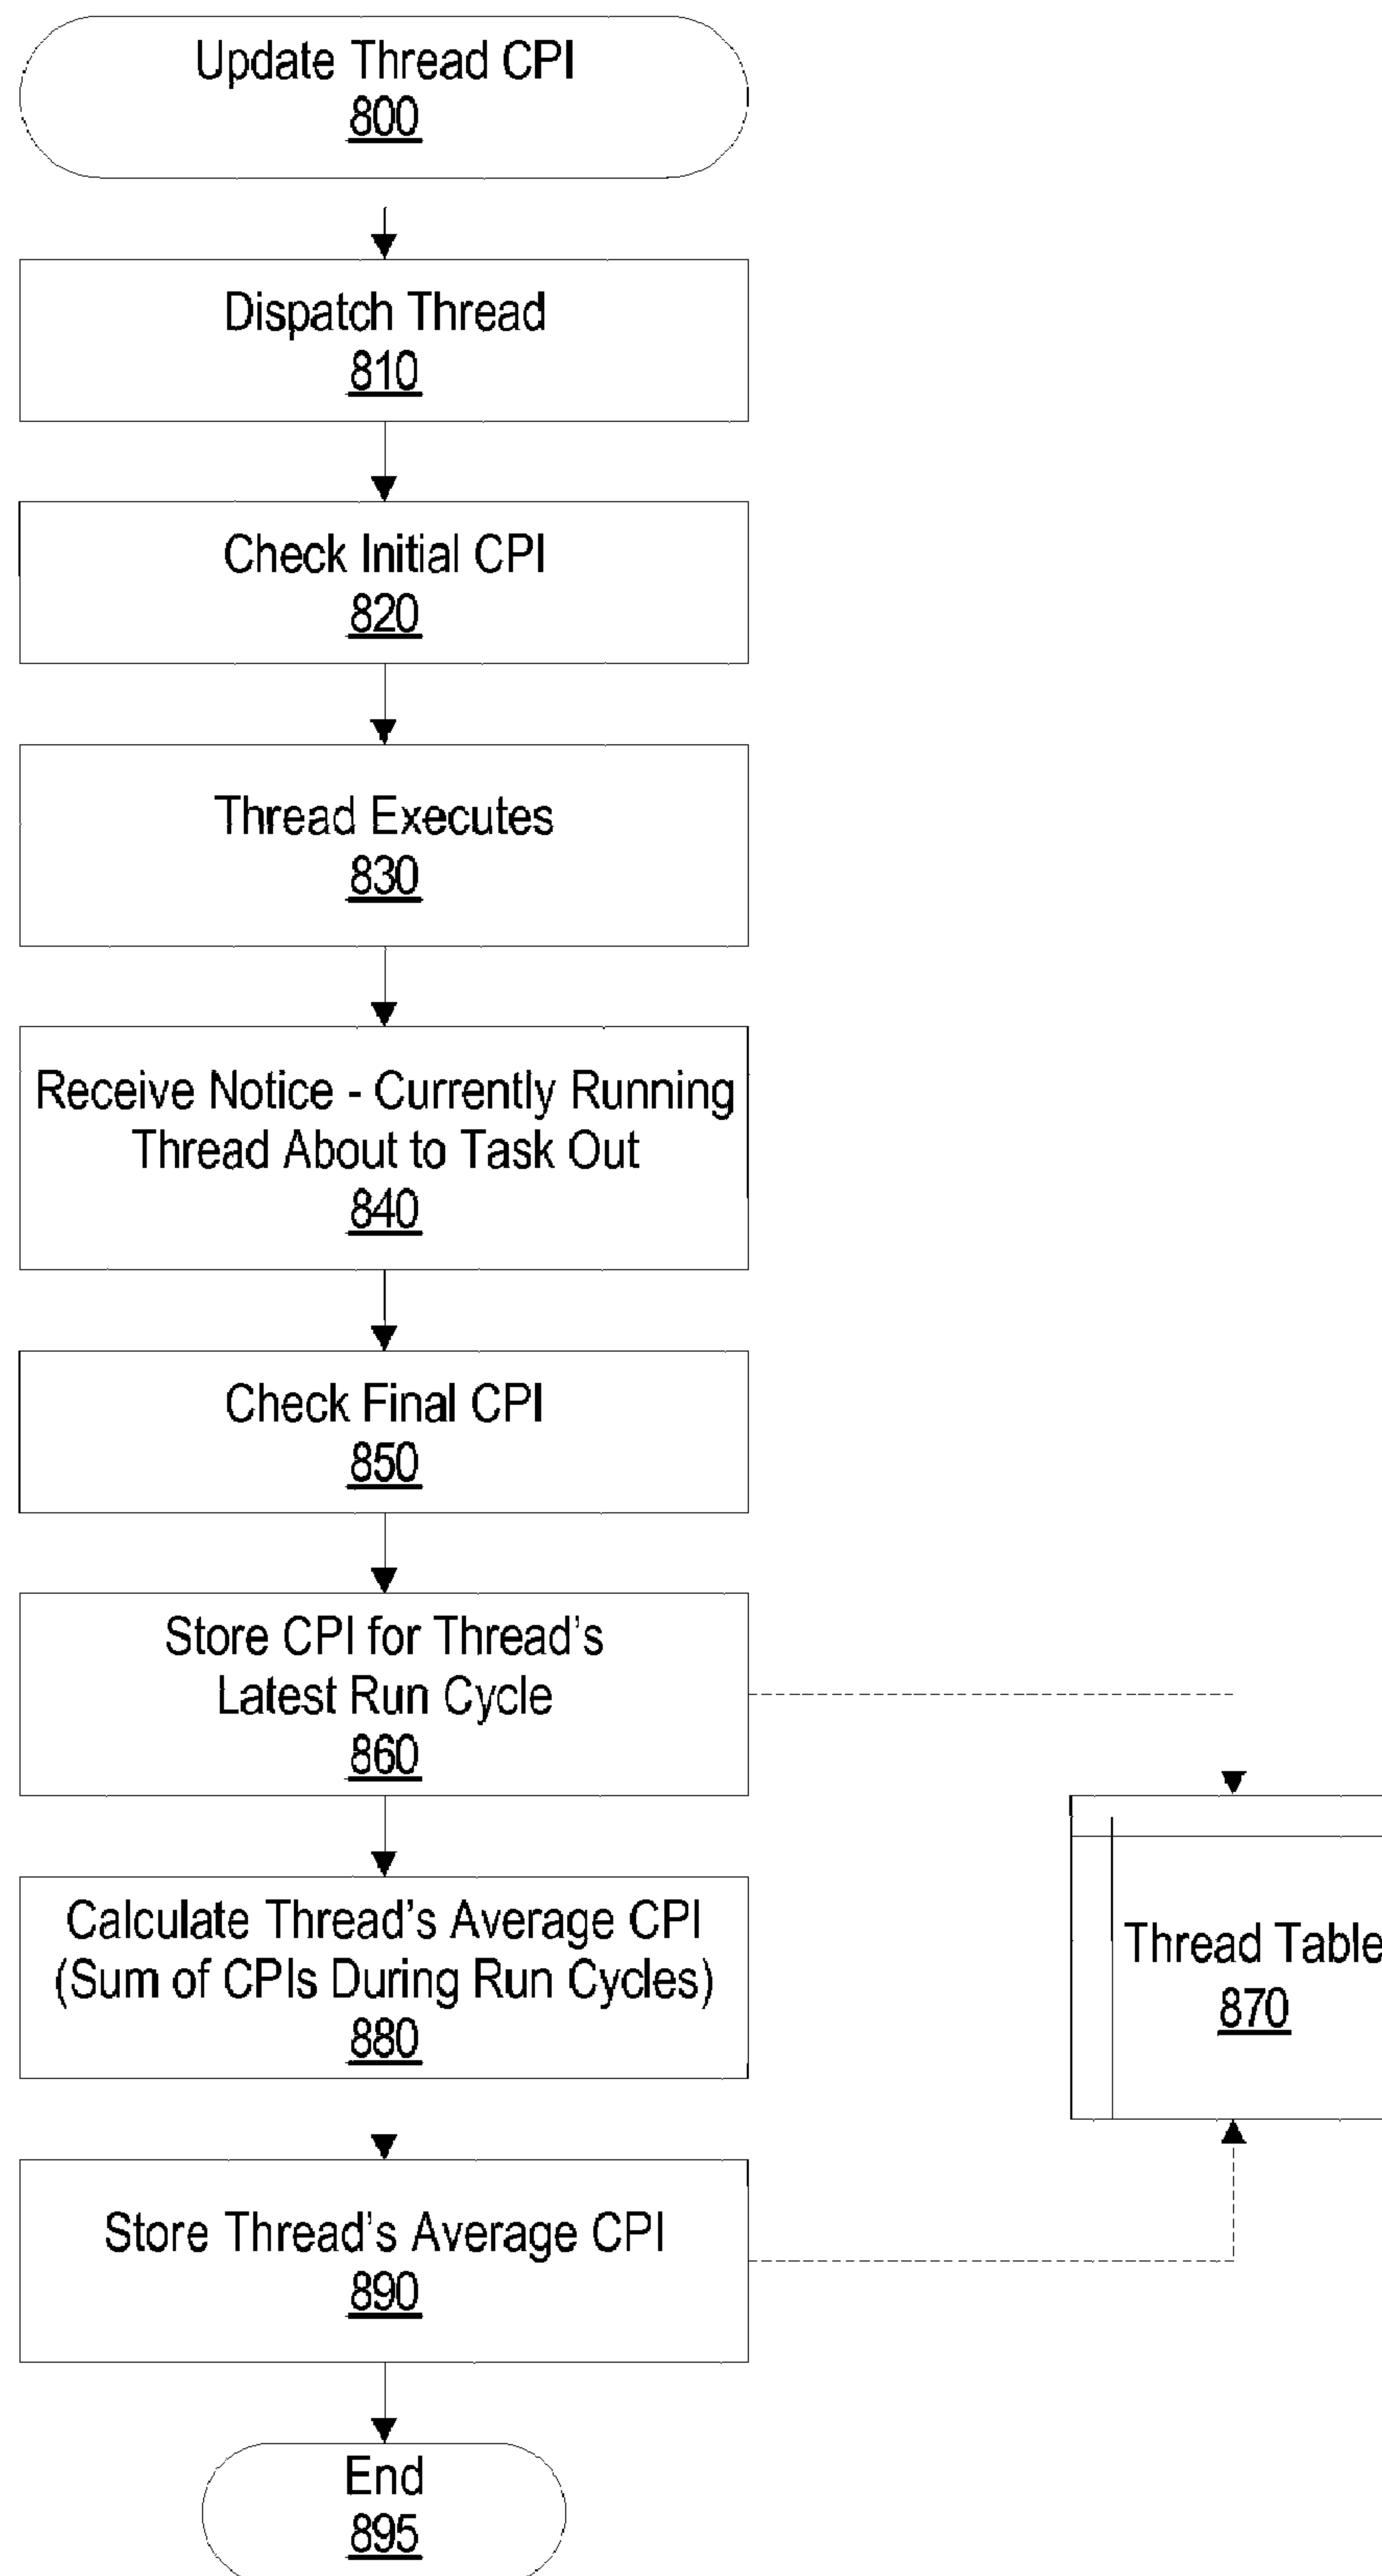 Update Thread CPI
800
Dispatch Thread
810
Check Initial CPI
820
Thread Executes
830
Receive Notice - Currently Running
Thread About to Task Out
840
Check Final CPI
850
Store CPI for Thread's
Latest Run Cycle
860
Calculate Thread's Average CPI
(Sum of CPIs During Run Cycles)
880
Thread Table
870
Store Thread's Average CPI
890
End
895